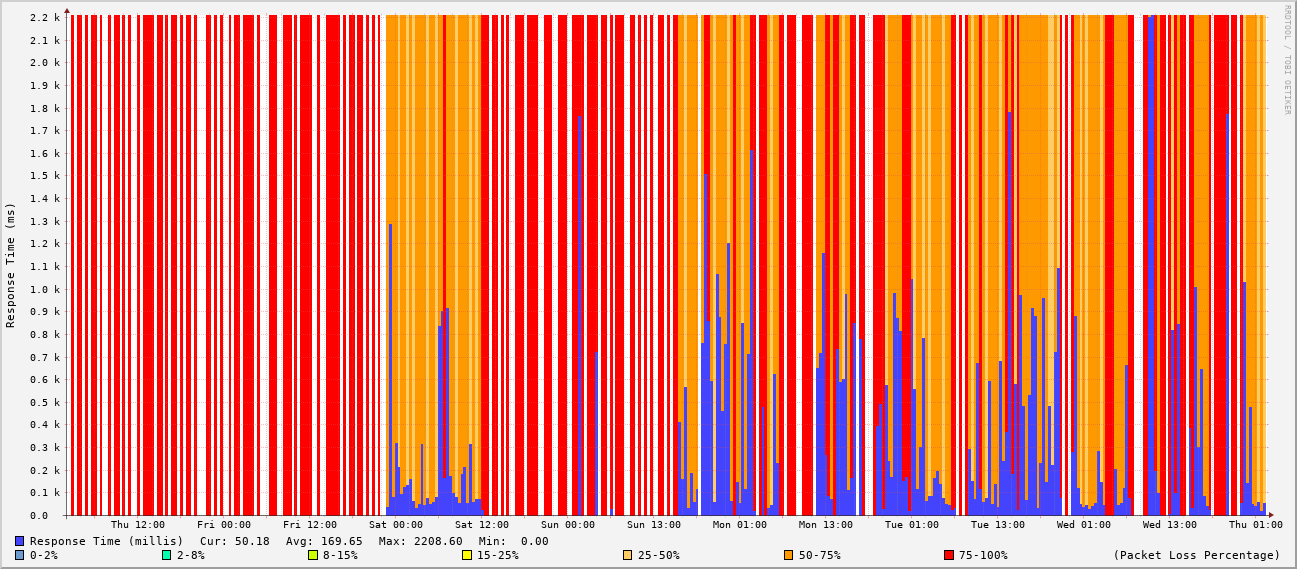 RRDTOOL / TOBI OETIKER
Response Time (ms)
2.2 k
2.1 k
2.0 k
1.9 k
1.8 k
1.7 k
1.6 k
1.5 k
1.4 k
1.3 k
1.2 k
1.1 k
1.0 k
0.9 k
0.8 k
0.7 k
0.6 k
0.5 k
0.4 k
0.3 k
0.2 k
0.1 k
0.0
Thu 12:00 Fri 00:00 Fri 12:00 Sat 00:00 Sat 12:00 Sun 00:00 Sun 13:00 Mon 01:00 Mon 13:00 Tue 01:00 Tue 13:00 Wed 01:00 Wed 13:00 Thu 01:00
Response Time (millis) Cur: 50.18 Avg: 169.65 Max: 2208.60 Min: 0.00
0-2% 2-8% 8-15% 15-25% 25-50% 50-75% 75-100% (Packet Loss Percentage)